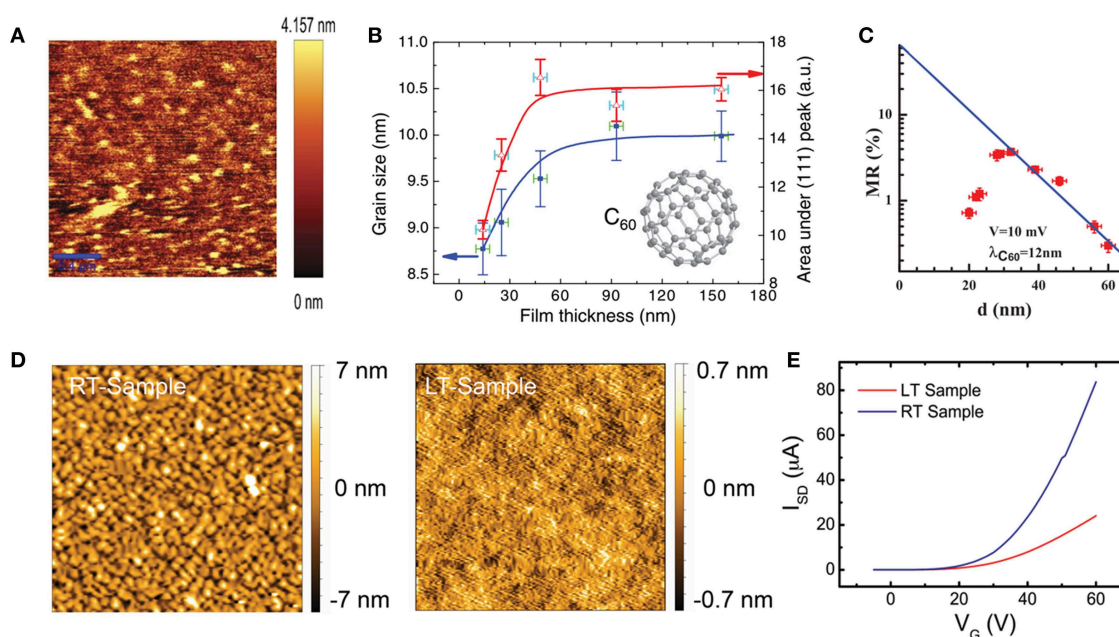 A
4.157 nm
0 nm
B
11.0
10.5
10.0
9.5
9.0
8.5
Grain size (nm)
0 30 60 90 120 150 180
Film thickness (nm)
18
16
14
12
10
8
Area under (111) peak (a.u.)
C60
C
10
1
MR (%)
V=10 mV
λC60=12nm
0 20 40 60
d (nm)
D
RT-Sample
7 nm
0 nm
-7 nm
LT-Sample
0.7 nm
0 nm
-0.7 nm
E
80
60
40
20
0
ISD (μA)
LT Sample
RT Sample
0 20 40 60
VG (V)